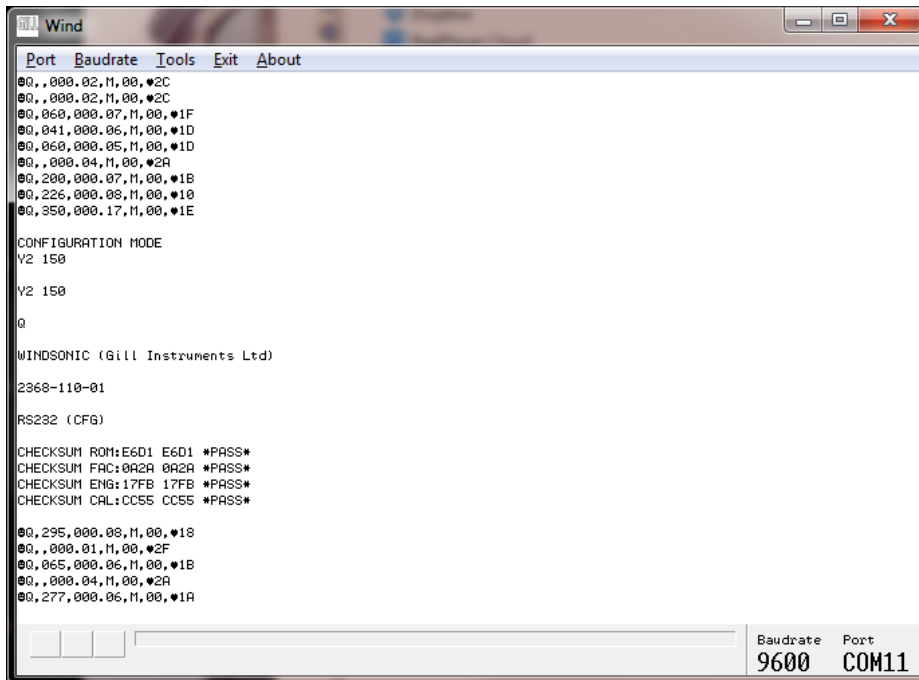 Wind
Port Baudrate Tools Exit About
☻Q,,000.02,M,00,♥2C
☻Q,,000.02,M,00,♥2C
☻Q,060,000.07,M,00,♥1F
☻Q,041,000.06,M,00,♥1D
☻Q,060,000.05,M,00,♥1D
☻Q,,000.04,M,00,♥2A
☻Q,200,000.07,M,00,♥1B
☻Q,226,000.08,M,00,♥10
☻Q,350,000.17,M,00,♥1E
CONFIGURATION MODE
Y2 150
Y2 150
Q
WINDSONIC (Gill Instruments Ltd)
2368-110-01
RS232 (CFG)
CHECKSUM ROM:E6D1 E6D1 *PASS*
CHECKSUM FAC:0A2A 0A2A *PASS*
CHECKSUM ENG:17FB 17FB *PASS*
CHECKSUM CAL:CC55 CC55 *PASS*
☻Q,295,000.08,M,00,♥18
☻Q,,000.01,M,00,♥2F
☻Q,065,000.06,M,00,♥1B
☻Q,,000.04,M,00,♥2A
☻Q,277,000.06,M,00,♥1A
Baudrate Port
9600 COM11